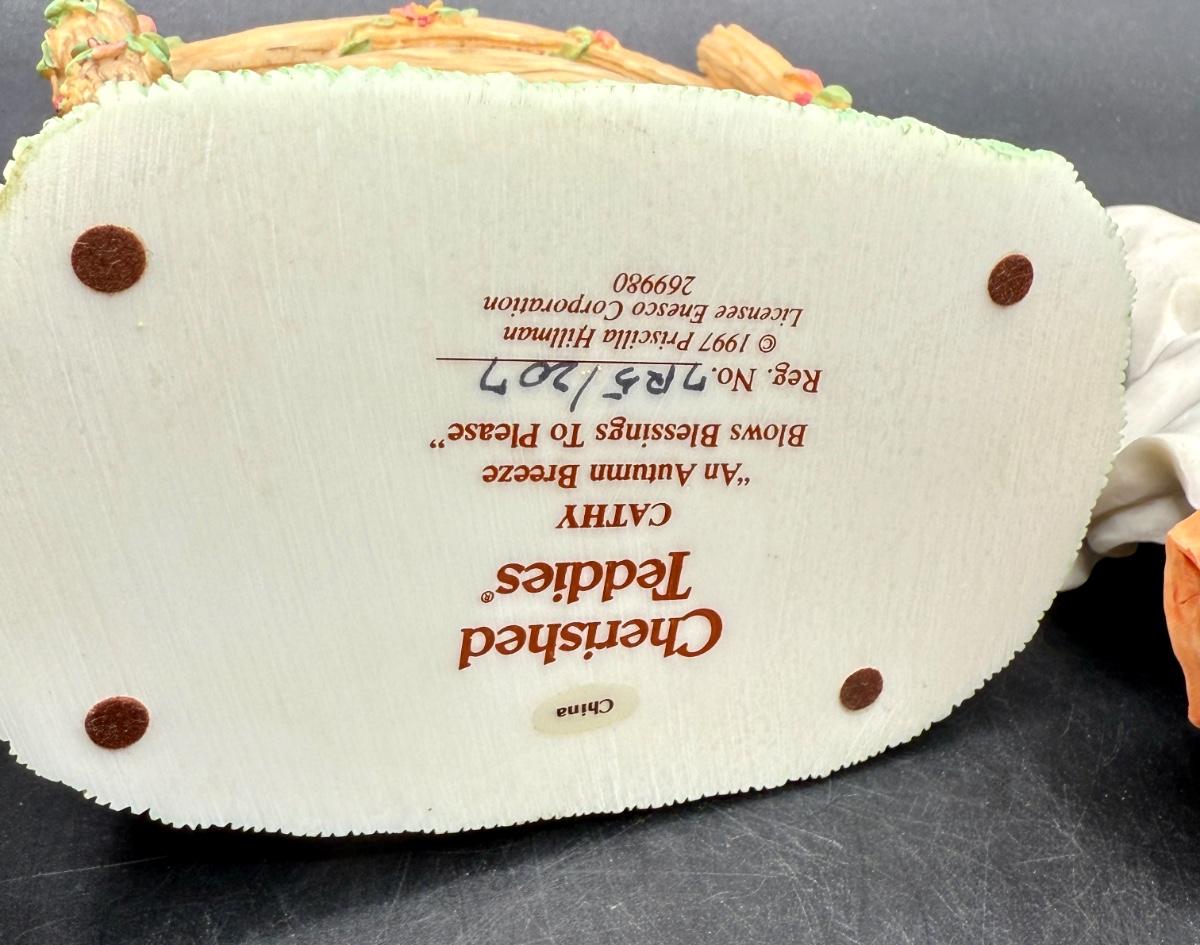 China
Cherished
Teddies®
CATHY
“An Autumn Breeze
Blows Blessings To Please”
Reg. No. 7R5/207
© 1997 Priscilla Hillman
Licensee Enesco Corporation
269980